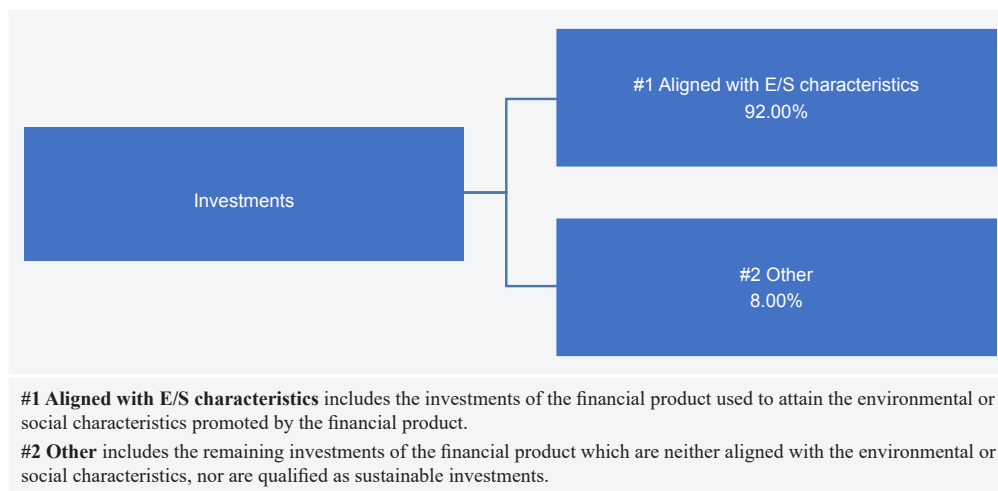 #1 Aligned with E/S characteristics
92.00%
Investments
#2 Other
8.00%
#1 Aligned with E/S characteristics includes the investments of the financial product used to attain the environmental or
social characteristics promoted by the financial product.
#2 Other includes the remaining investments of the financial product which are neither aligned with the environmental or
social characteristics, nor are qualified as sustainable investments.